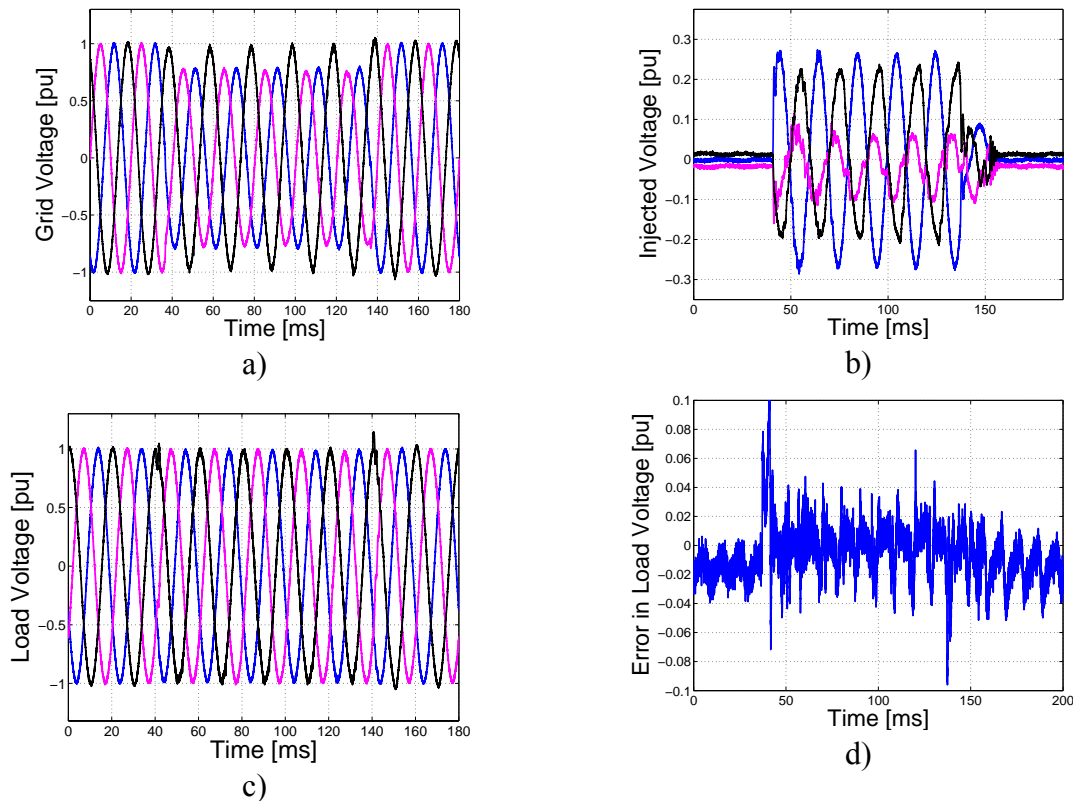 1
0.5
0
−0.5
−1
Grid Voltage [pu]
0 20 40 60 80 100 120 140 160 180
Time [ms]
a)
0.3
0.2
0.1
0
−0.1
−0.2
−0.3
Injected Voltage [pu]
50 100 150
Time [ms]
b)
1
0.5
0
−0.5
−1
Load Voltage [pu]
0 20 40 60 80 100 120 140 160 180
Time [ms]
c)
0.1
0.08
0.06
0.04
0.02
0
−0.02
−0.04
−0.06
−0.08
−0.1
Error in Load Voltage [pu]
0 50 100 150 200
Time [ms]
d)